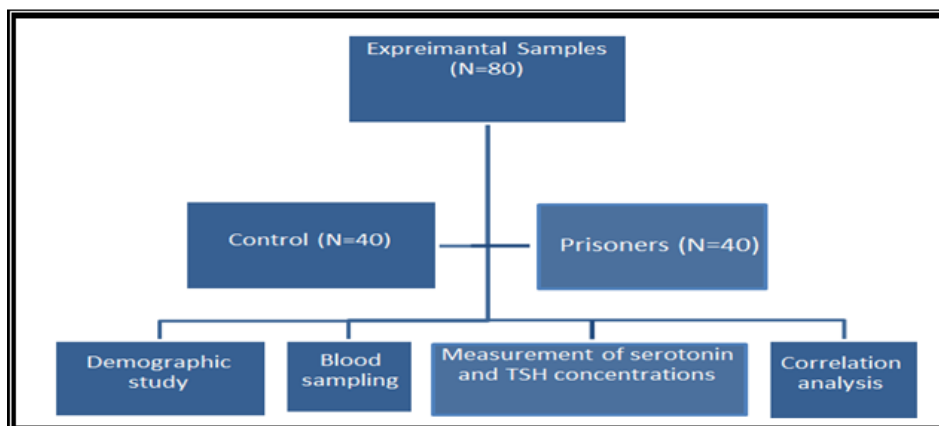 Expreimantal Samples
(N=80)
Control (N=40)
Prisoners (N=40)
Demographic
study
Blood
sampling
Measurement of serotonin
and TSH concentrations
Correlation
analysis